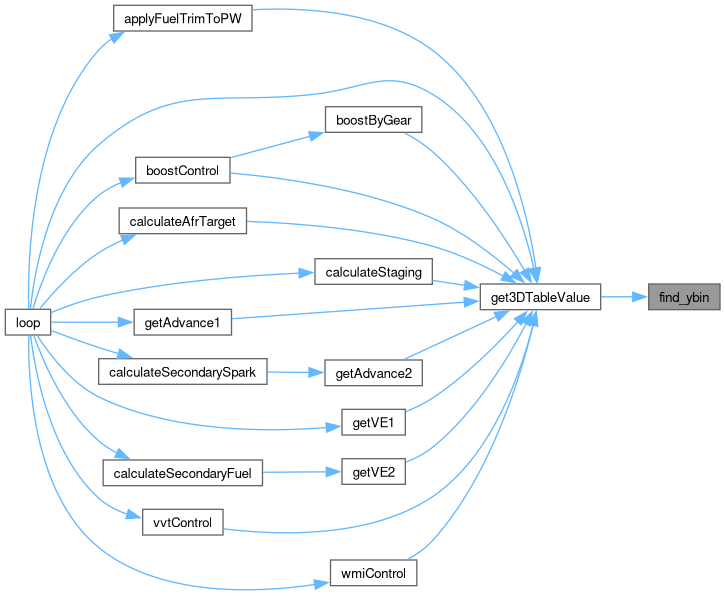 applyFuelTrimToPW
boostByGear
boostControl
calculateAfrTarget
calculateStaging
get3DTableValue
find_ybin
loop
getAdvance1
calculateSecondarySpark
getAdvance2
getVE1
calculateSecondaryFuel
getVE2
vvtControl
wmiControl